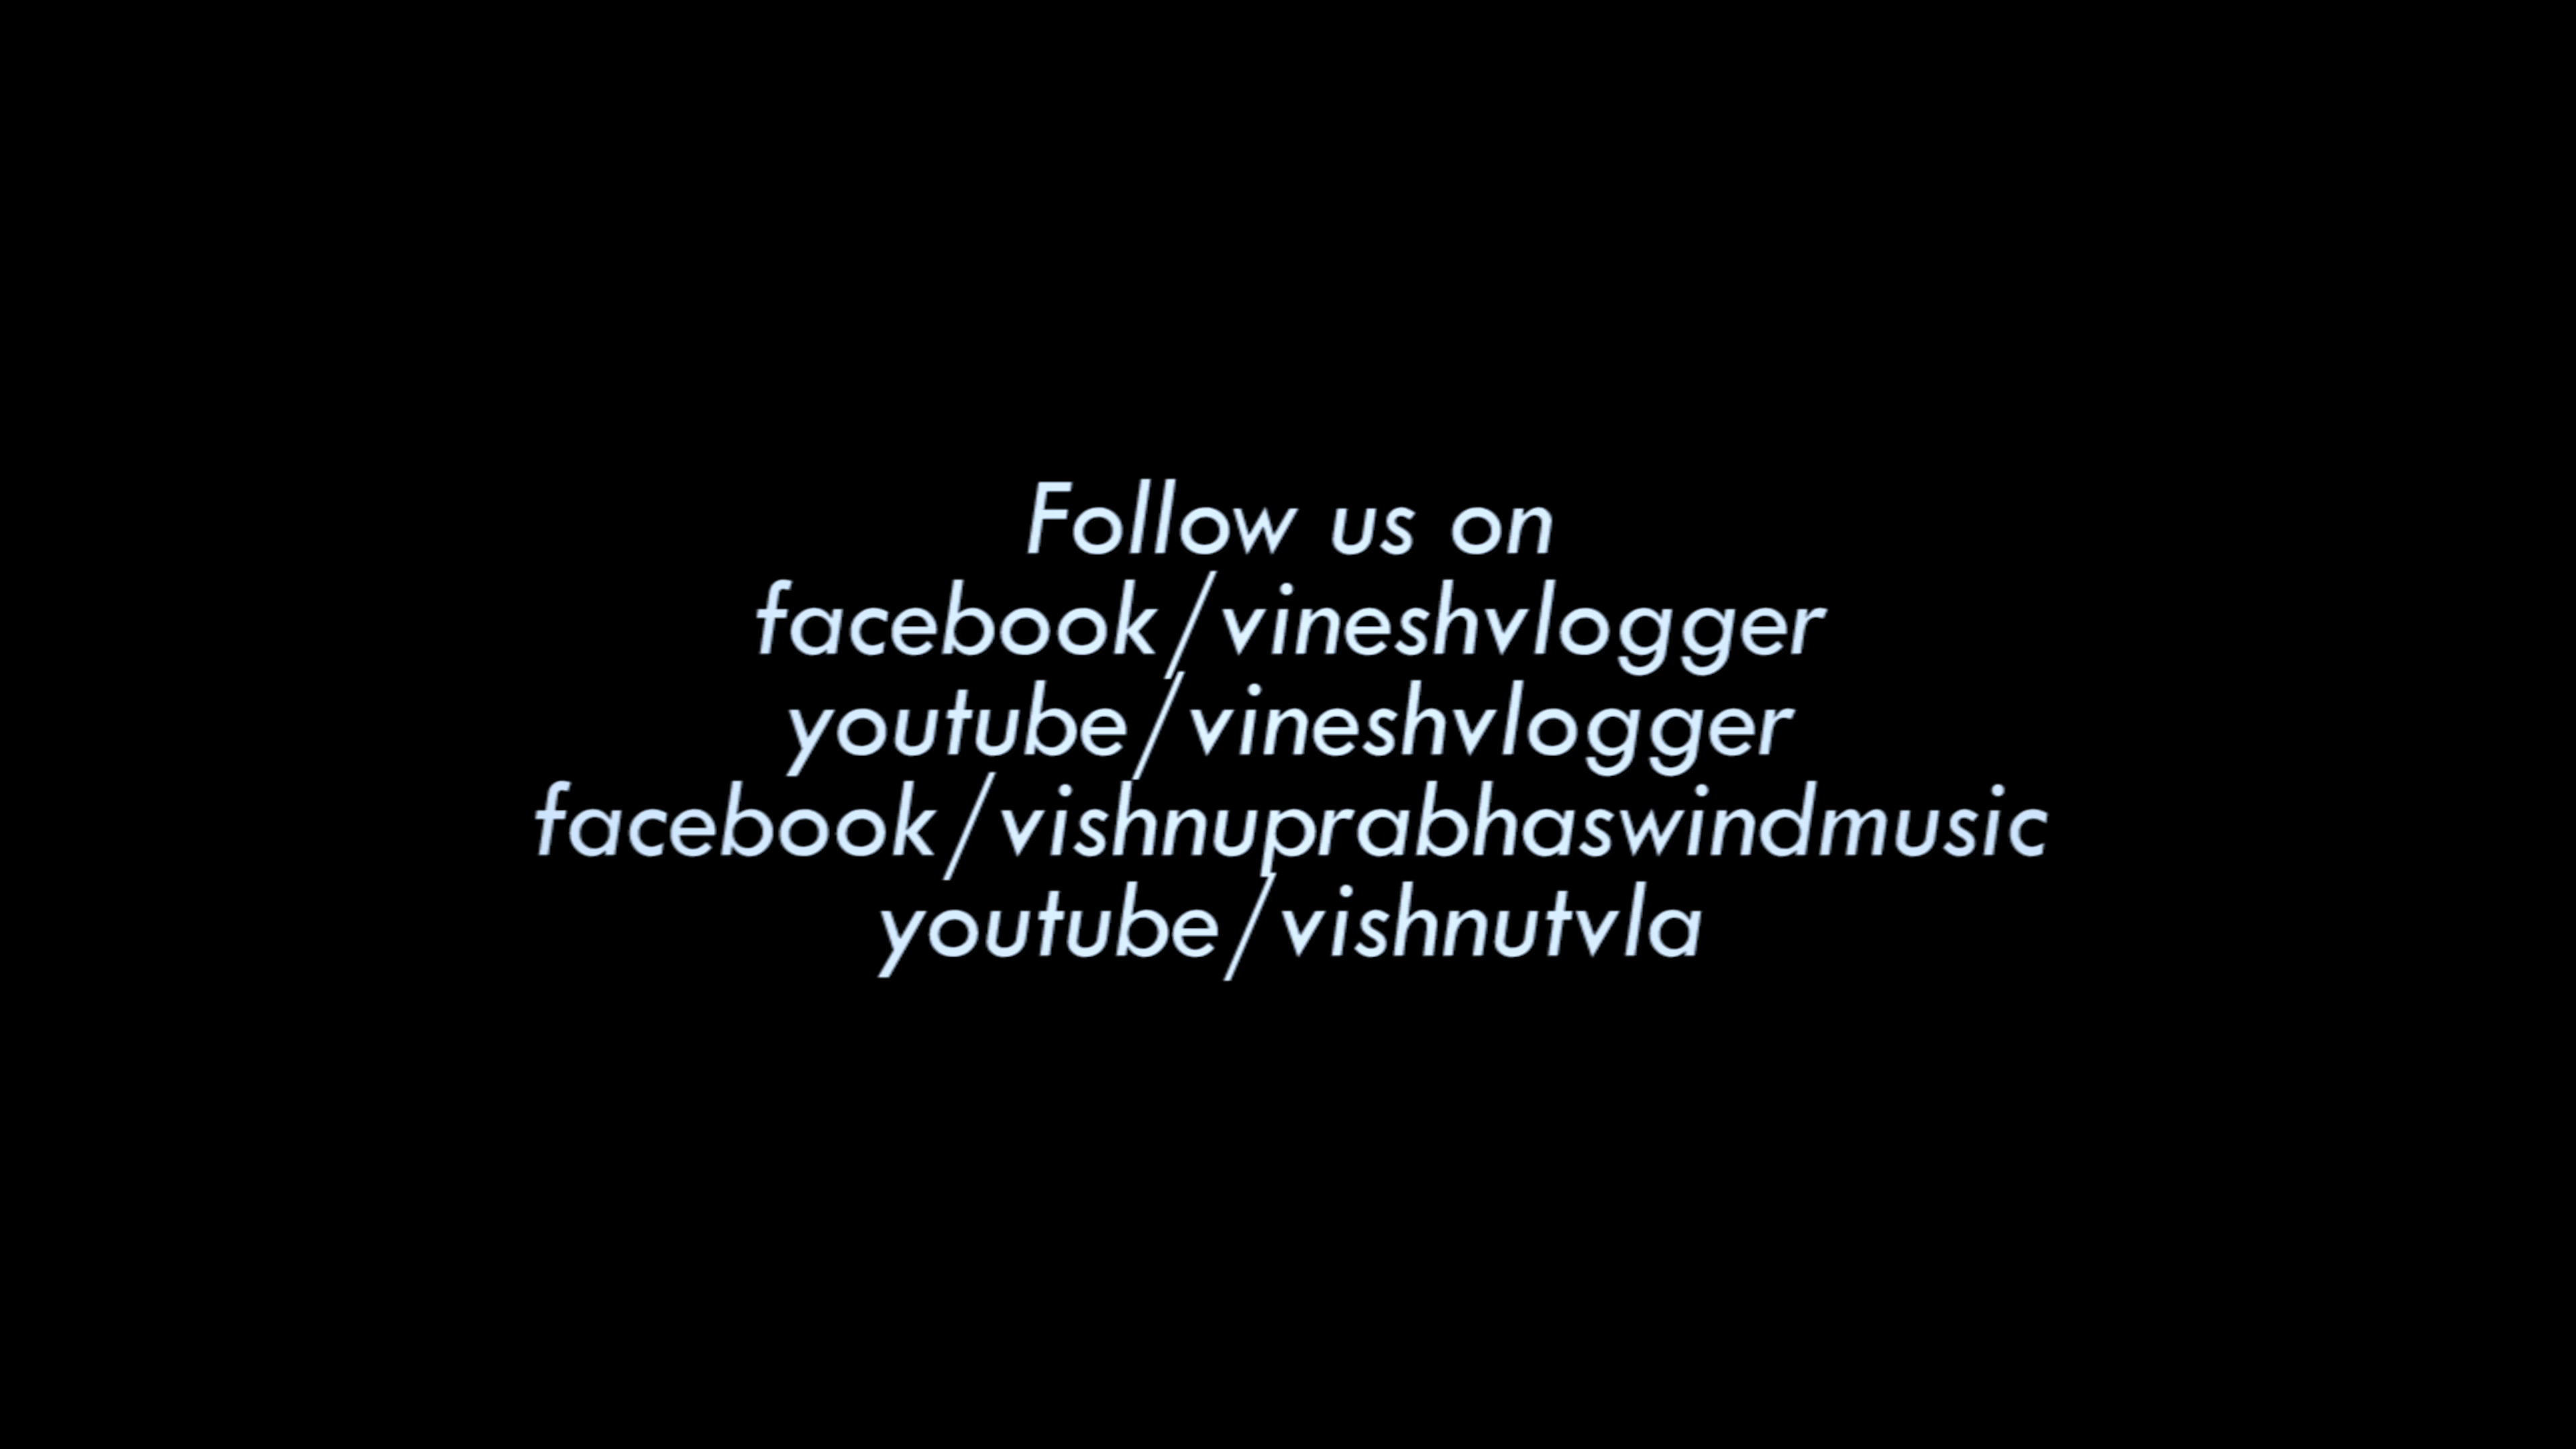 Follow us on
facebook/vineshvlogger
youtube/vineshvlogger
facebook/vishnuprabhaswindmusic
youtube/vishnutvla